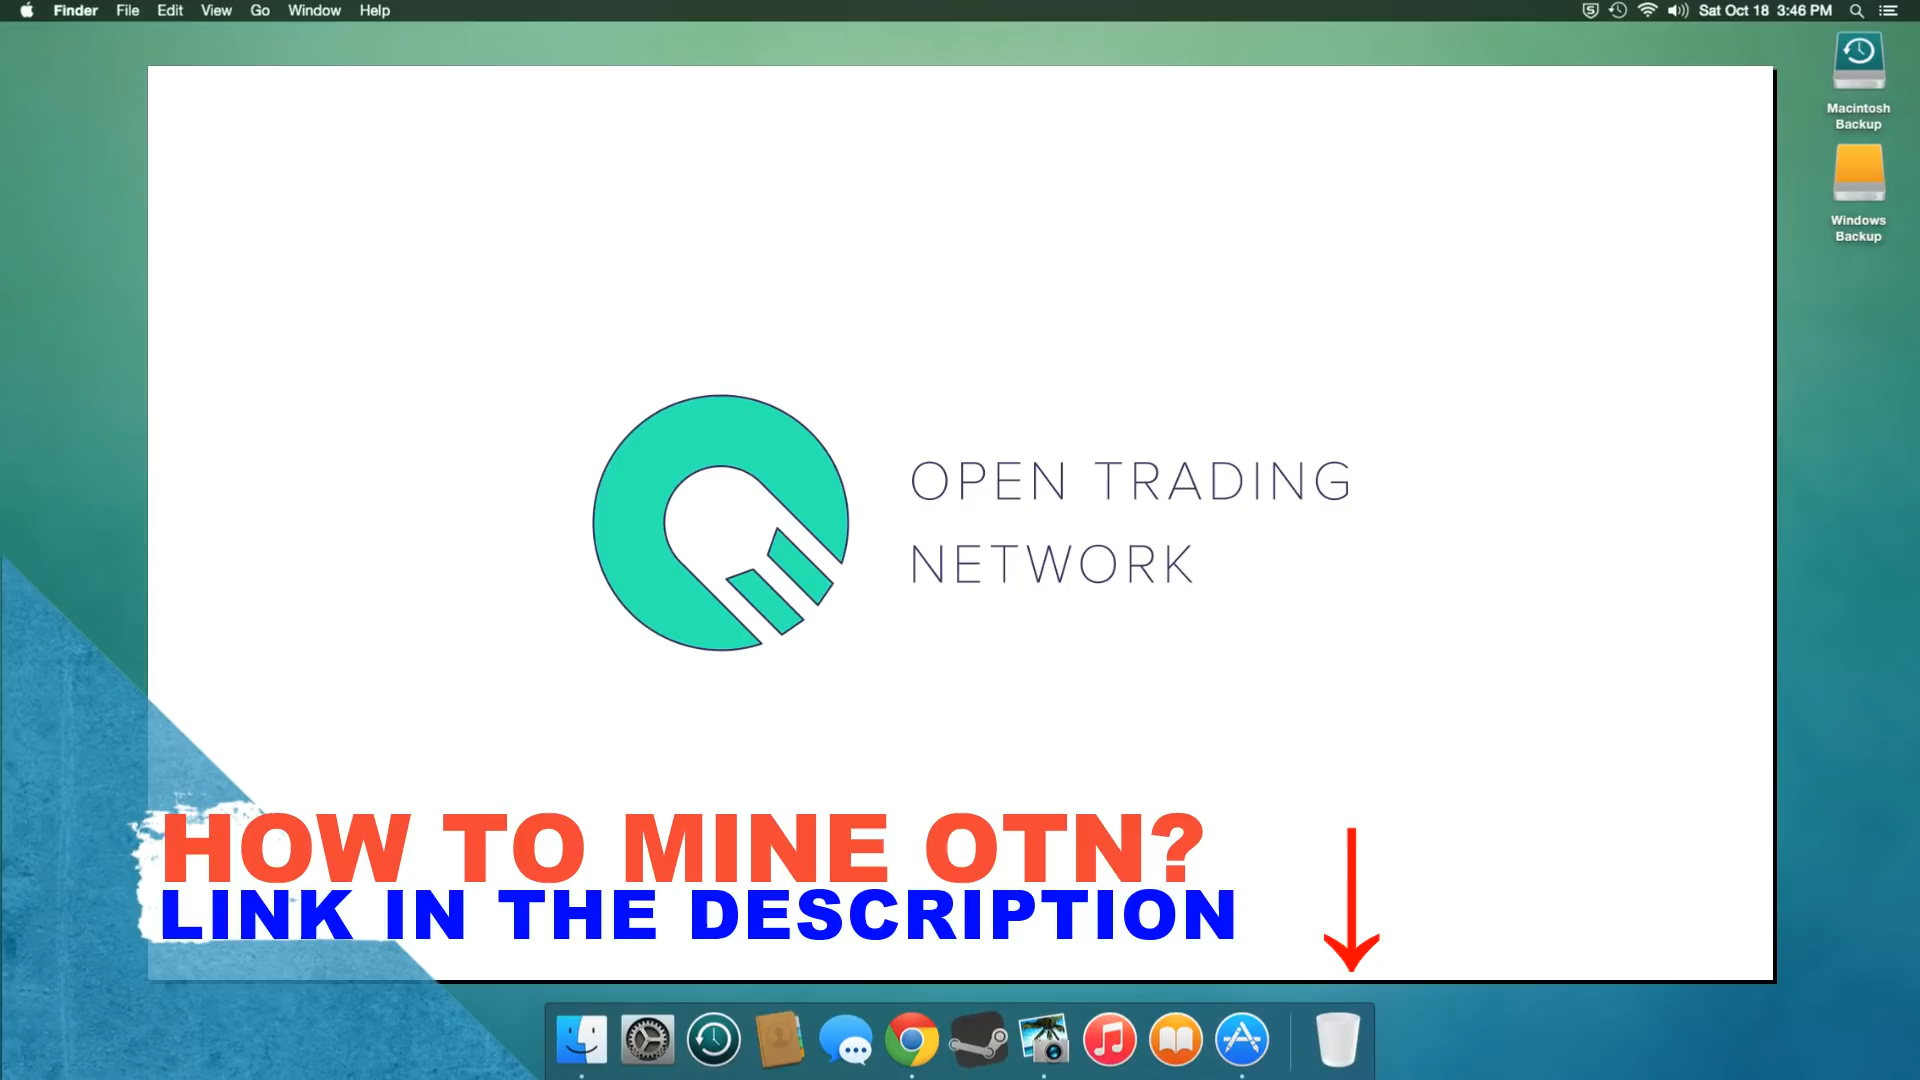 Finder File Edit View Go Window Help
Sat Oct 18 3:46 PM
Macintosh
Backup
Windows
Backup
OPEN TRADING
NETWORK
HOW TO MINE OTN?
LINK IN THE DESCRIPTION